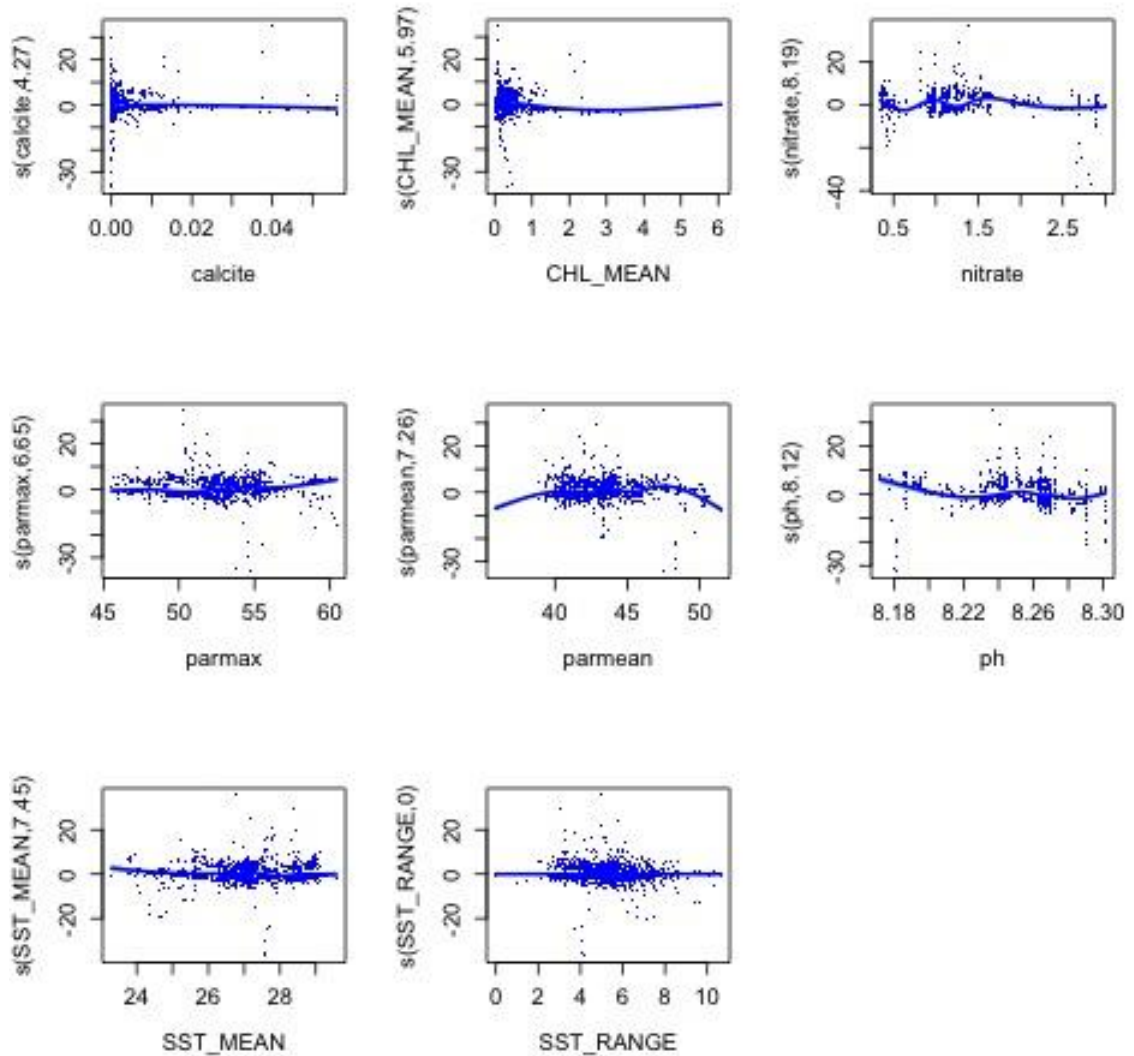 s(calcite,4.27)
20
0
-30
0.00 0.02 0.04
calcite
s(CHL_MEAN,5.97)
20
0
-30
0 1 2 3 4 5 6
CHL_MEAN
s(nitrate,8.19)
20
0
-40
0.5 1.5 2.5
nitrate
s(parmax,6.65)
20
0
-30
45 50 55 60
parmax
s(parmean,7.26)
20
0
-30
40 45 50
parmean
s(ph,8.12)
20
0
-30
8.18 8.22 8.26 8.30
ph
s(SST_MEAN,7.45)
20
0
-20
24 26 28
SST_MEAN
s(SST_RANGE,0)
20
0
-20
0 2 4 6 8 10
SST_RANGE